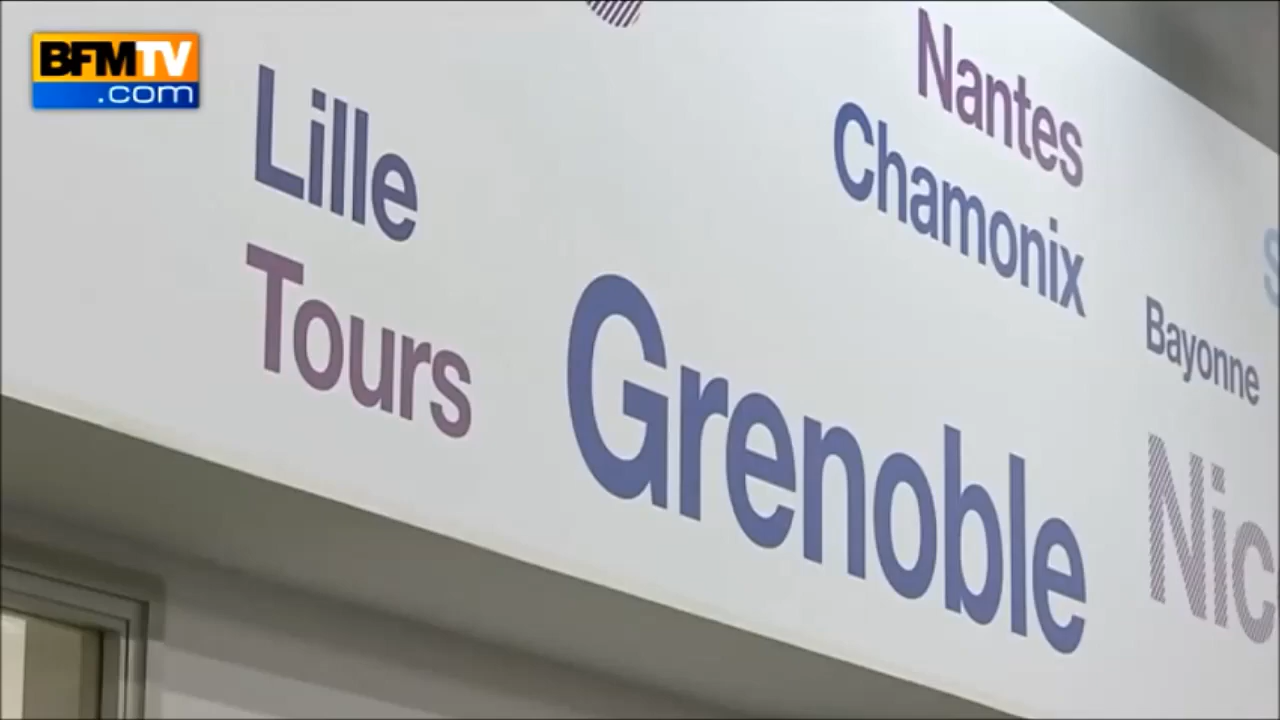 BFMTV
.com
Lille
Tours
Grenoble
Nantes
Chamonix
Bayonne